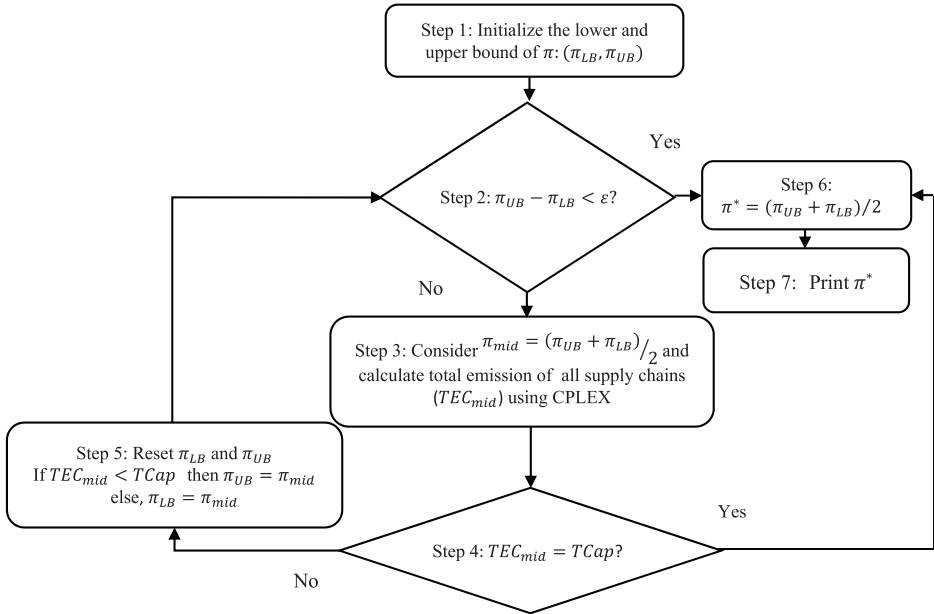 Step 1: Initialize the lower and
upper bound of π: (π_LB, π_UB)
Yes
Step 2: π_UB − π_LB < ε?
Step 6:
π* = (π_UB + π_LB)/2
Step 7: Print π*
No
Step 3: Consider π_mid = (π_UB + π_LB)/2 and
calculate total emission of all supply chains
(TEC_mid) using CPLEX
Step 5: Reset π_LB and π_UB
If TEC_mid < TCap then π_UB = π_mid
else, π_LB = π_mid
Yes
Step 4: TEC_mid = TCap?
No